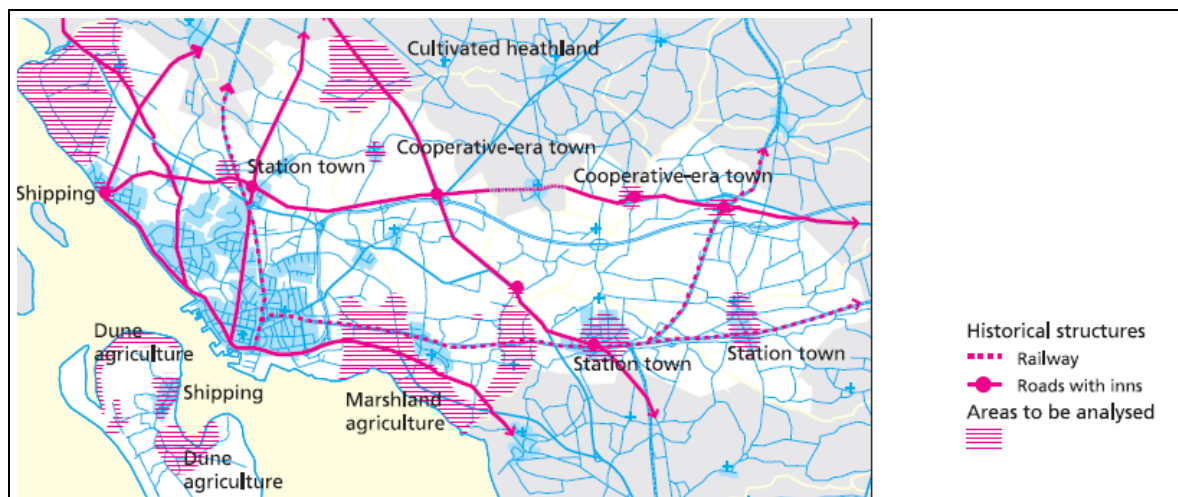 Cultivated heathland
Cooperative-era town
Station town
Cooperative-era town
Shipping
Dune
agriculture
Shipping
Marshland
agriculture
Station town
Station town
Dune
agriculture
Historical structures
Railway
Roads with inns
Areas to be analysed